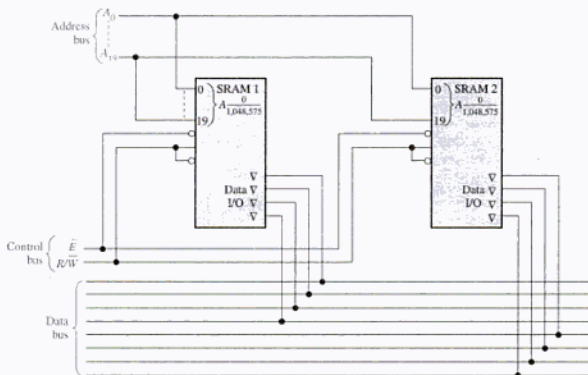 Address
bus
A0
A19
0
19
SRAM 1
A 0
1,048,575
Data
I/O
0
19
SRAM 2
A 0
1,048,575
Data
I/O
Control
bus
E
R/W
Data
bus